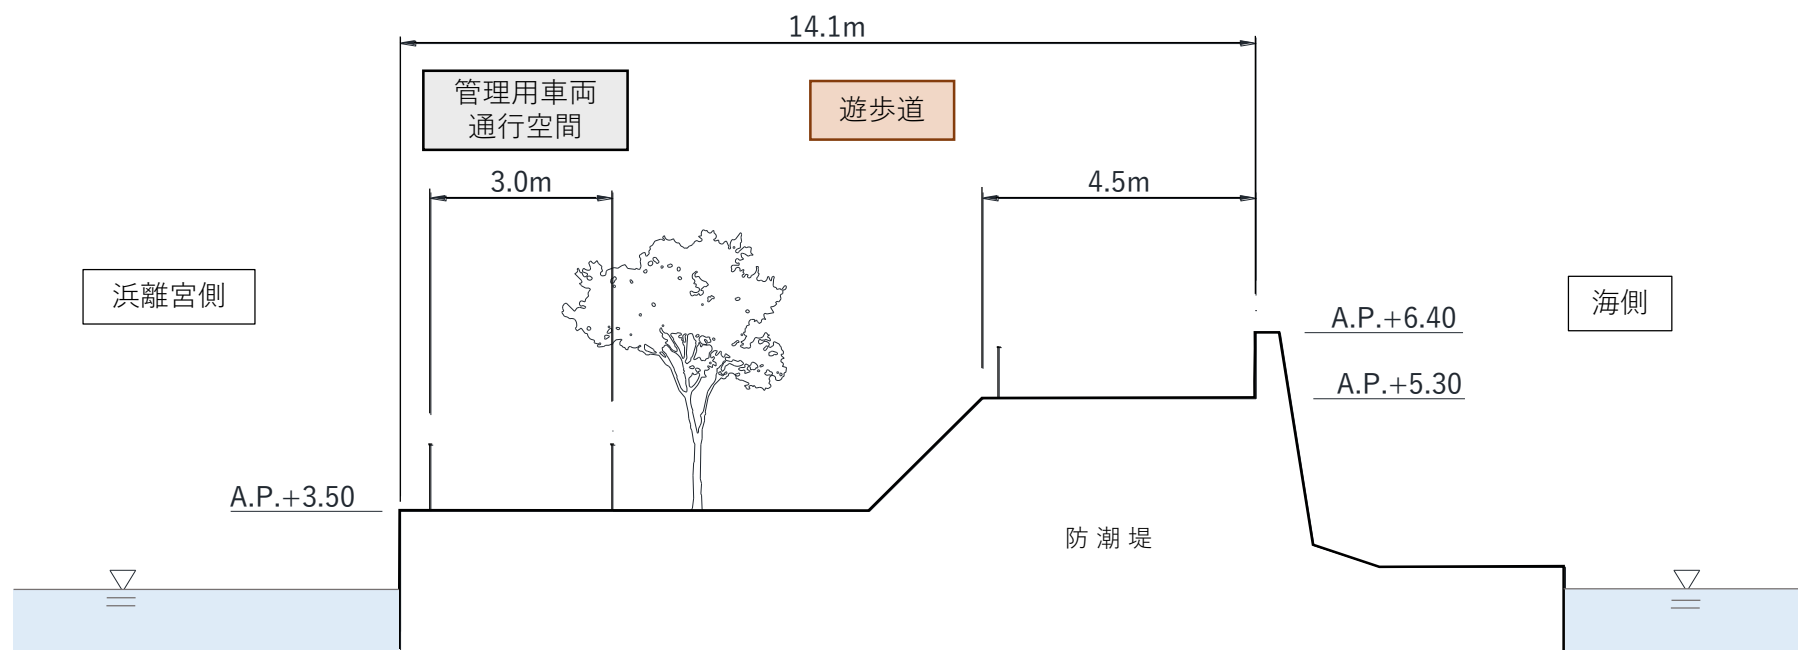 14.1m
管理用車両
通行空間
遊歩道
3.0m
4.5m
浜離宮側
海側
A.P.+6.40
A.P.+5.30
A.P.+3.50
防潮堤